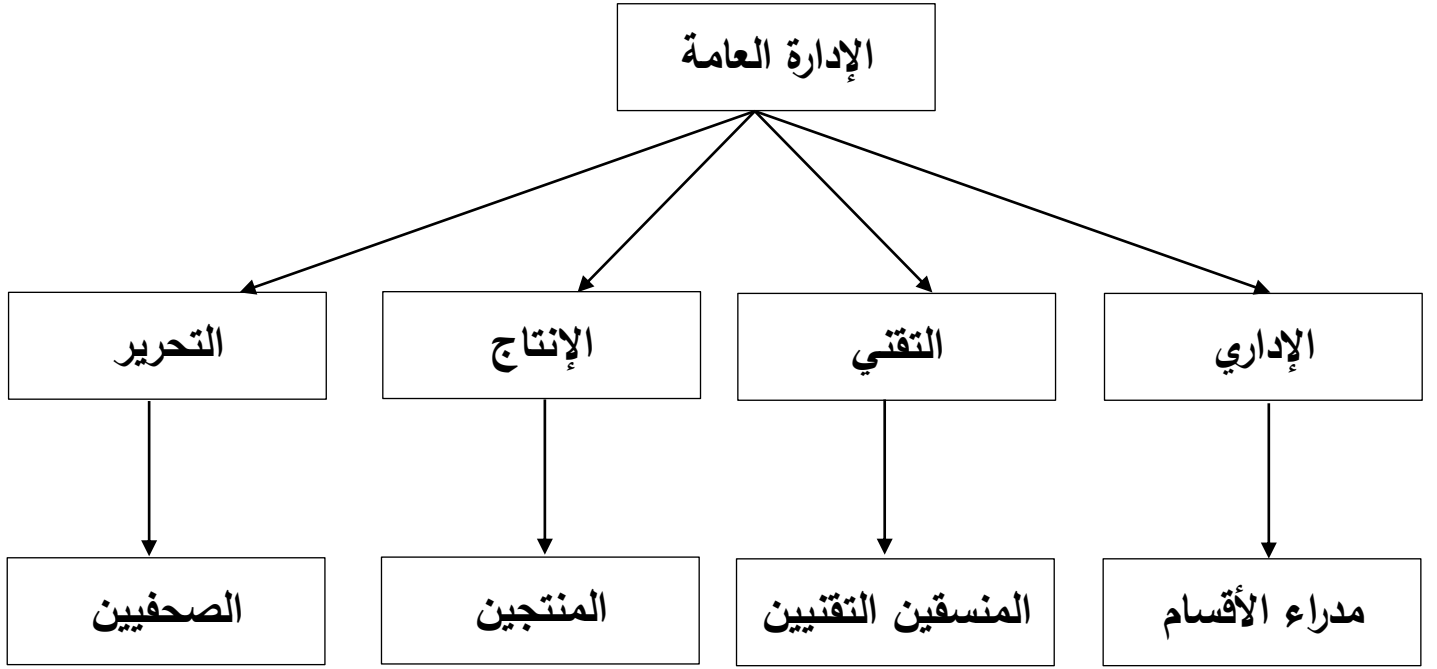 الإدارة العامة
الإداري
التقني
الإنتاج
التحرير
مدراء الأقسام
المنسقين التقنيين
المنتجين
الصحفيين